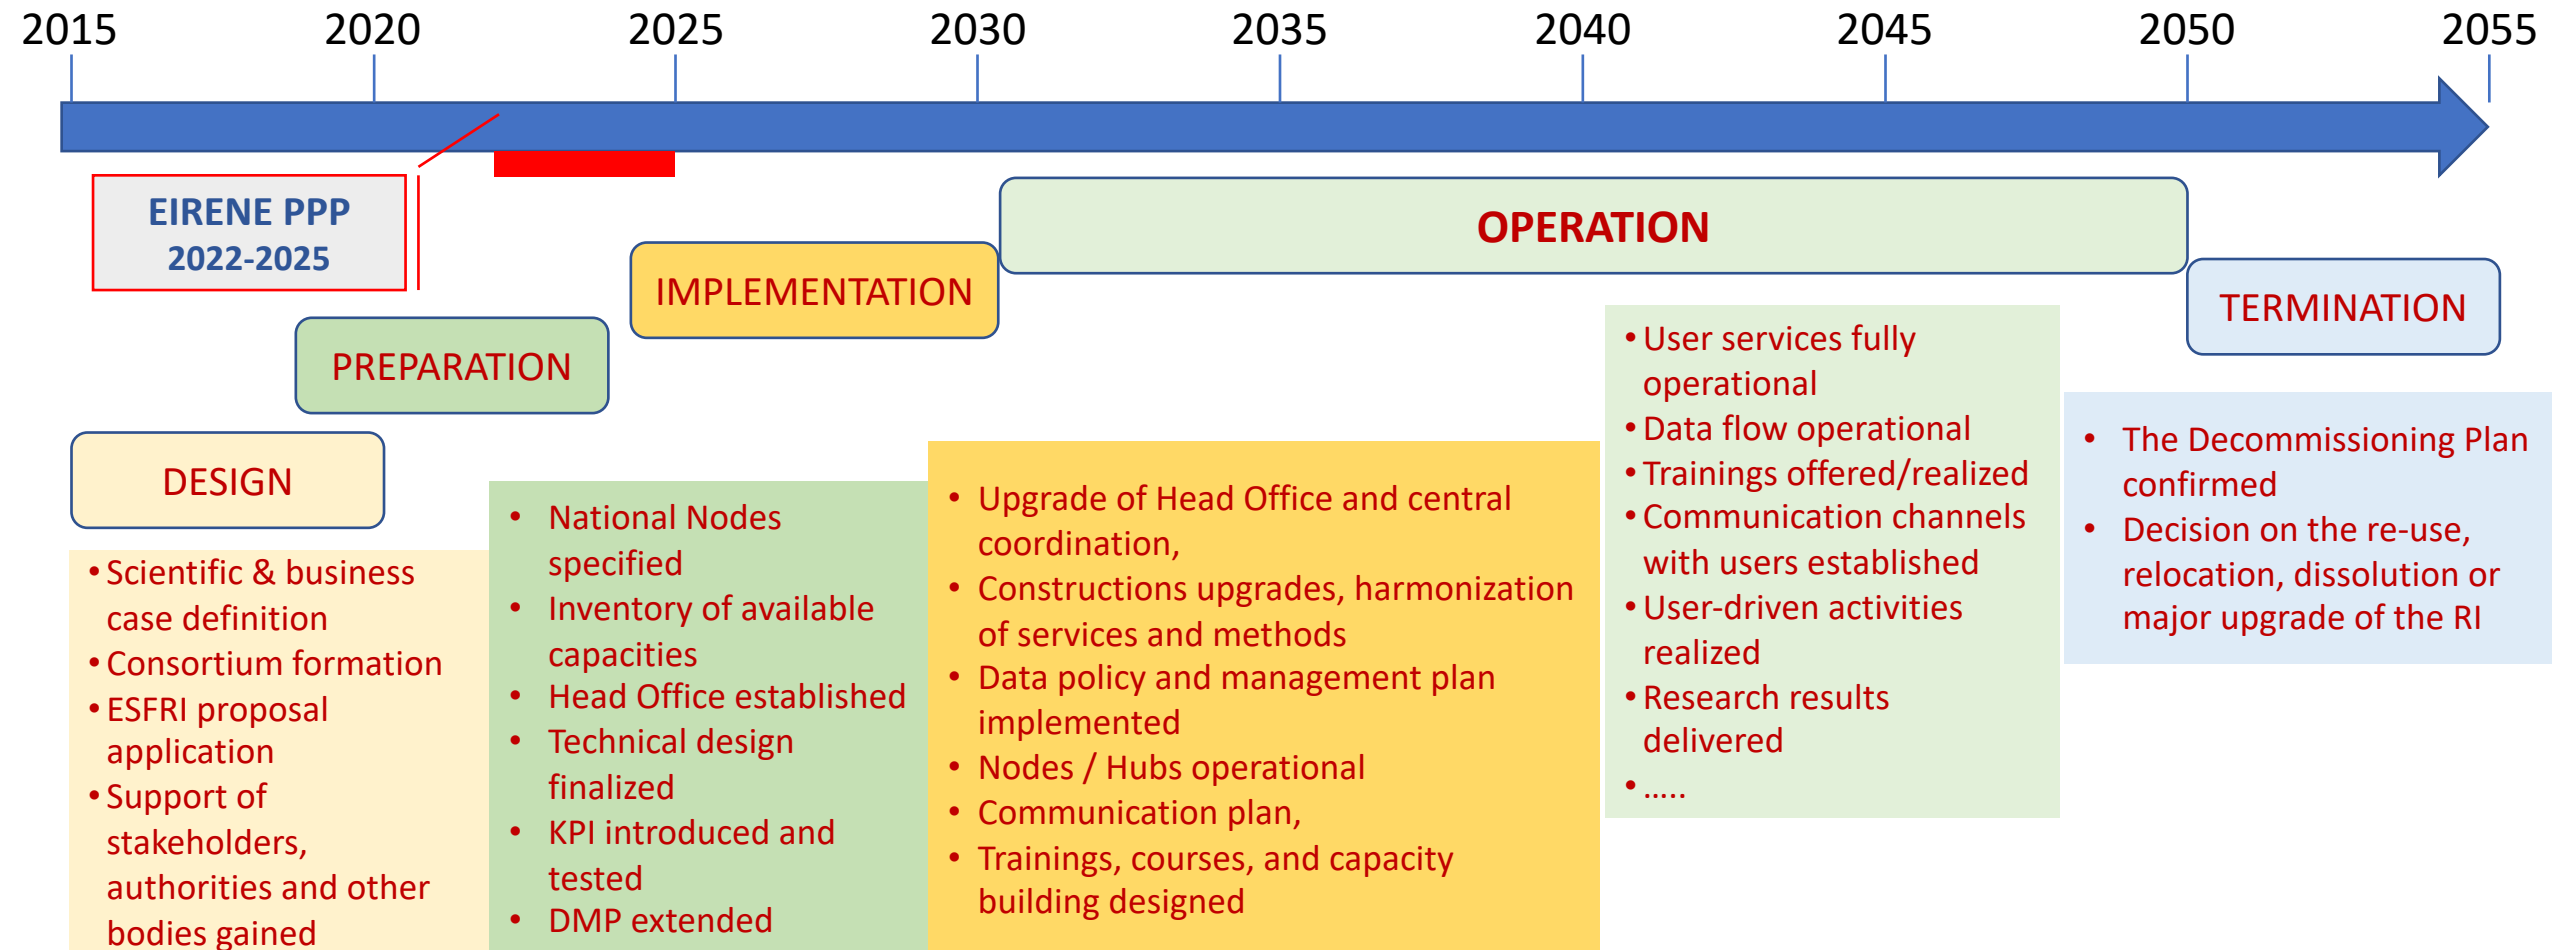 2015 2020 2025 2030 2035 2040 2045 2050 2055
EIRENE PPP
2022-2025
OPERATION
IMPLEMENTATION
TERMINATION
PREPARATION
DESIGN
• Scientific & business
case definition
• Consortium formation
• ESFRI proposal
application
• Support of
stakeholders,
authorities and other
bodies gained
• National Nodes
specified
• Inventory of available
capacities
• Head Office established
• Technical design
finalized
• KPI introduced and
tested
• DMP extended
• Upgrade of Head Office and central
coordination,
• Constructions upgrades, harmonization
of services and methods
• Data policy and management plan
implemented
• Nodes / Hubs operational
• Communication plan,
• Trainings, courses, and capacity
building designed
• User services fully
operational
• Data flow operational
• Trainings offered/realized
• Communication channels
with users established
• User-driven activities
realized
• Research results
delivered
• .....
• The Decommissioning Plan
confirmed
• Decision on the re-use,
relocation, dissolution or
major upgrade of the RI